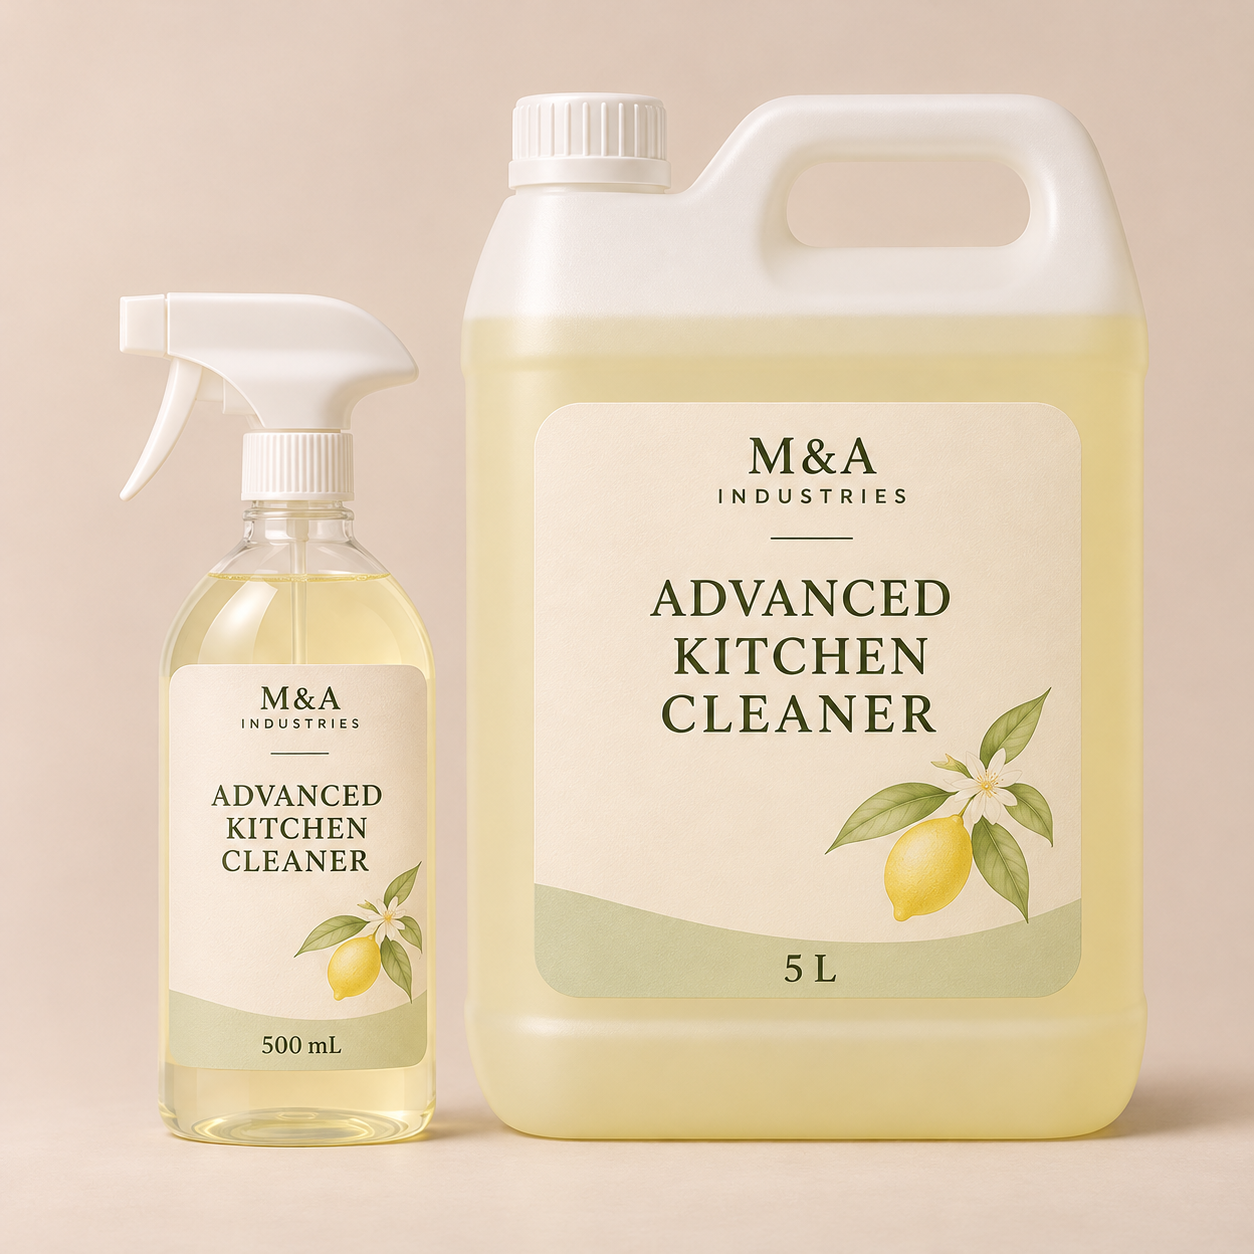 M&A
INDUSTRIES
ADVANCED
KITCHEN
CLEANER
500 mL
M&A
INDUSTRIES
ADVANCED
KITCHEN
CLEANER
5 L